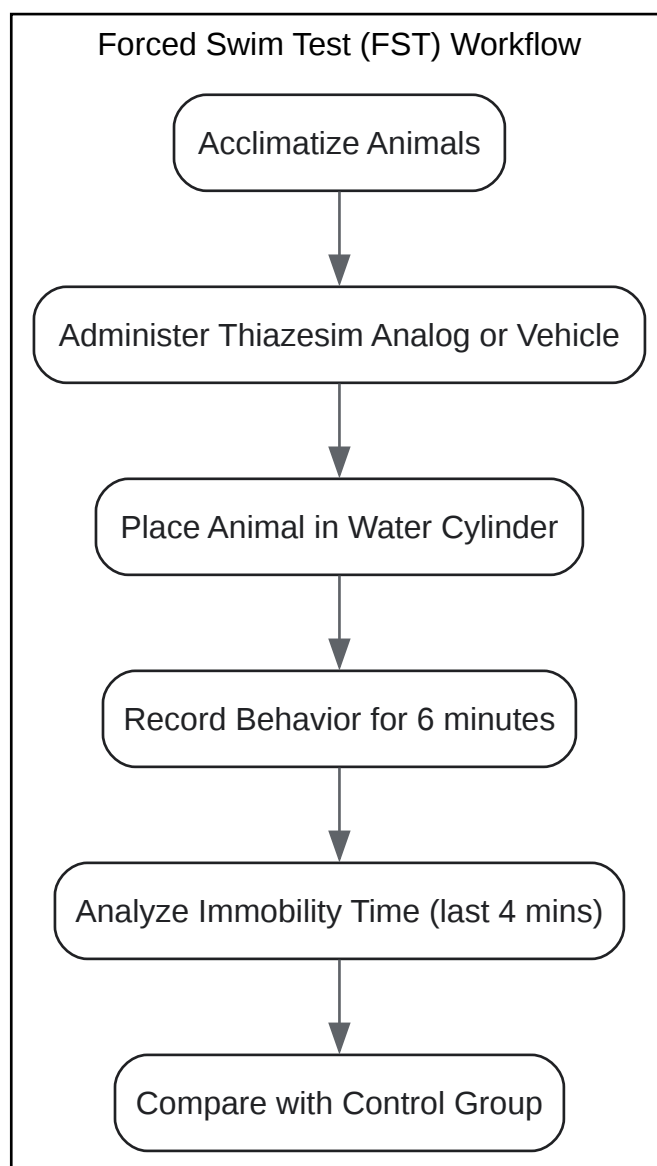 Forced Swim Test (FST) Workflow
Acclimatize Animals
Administer Thiazesim Analog or Vehicle
Place Animal in Water Cylinder
Record Behavior for 6 minutes
Analyze Immobility Time (last 4 mins)
Compare with Control Group